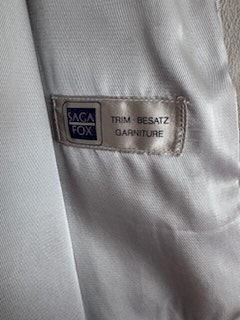 SAGA
FOX
TRIM · BESATZ
GARNITURE